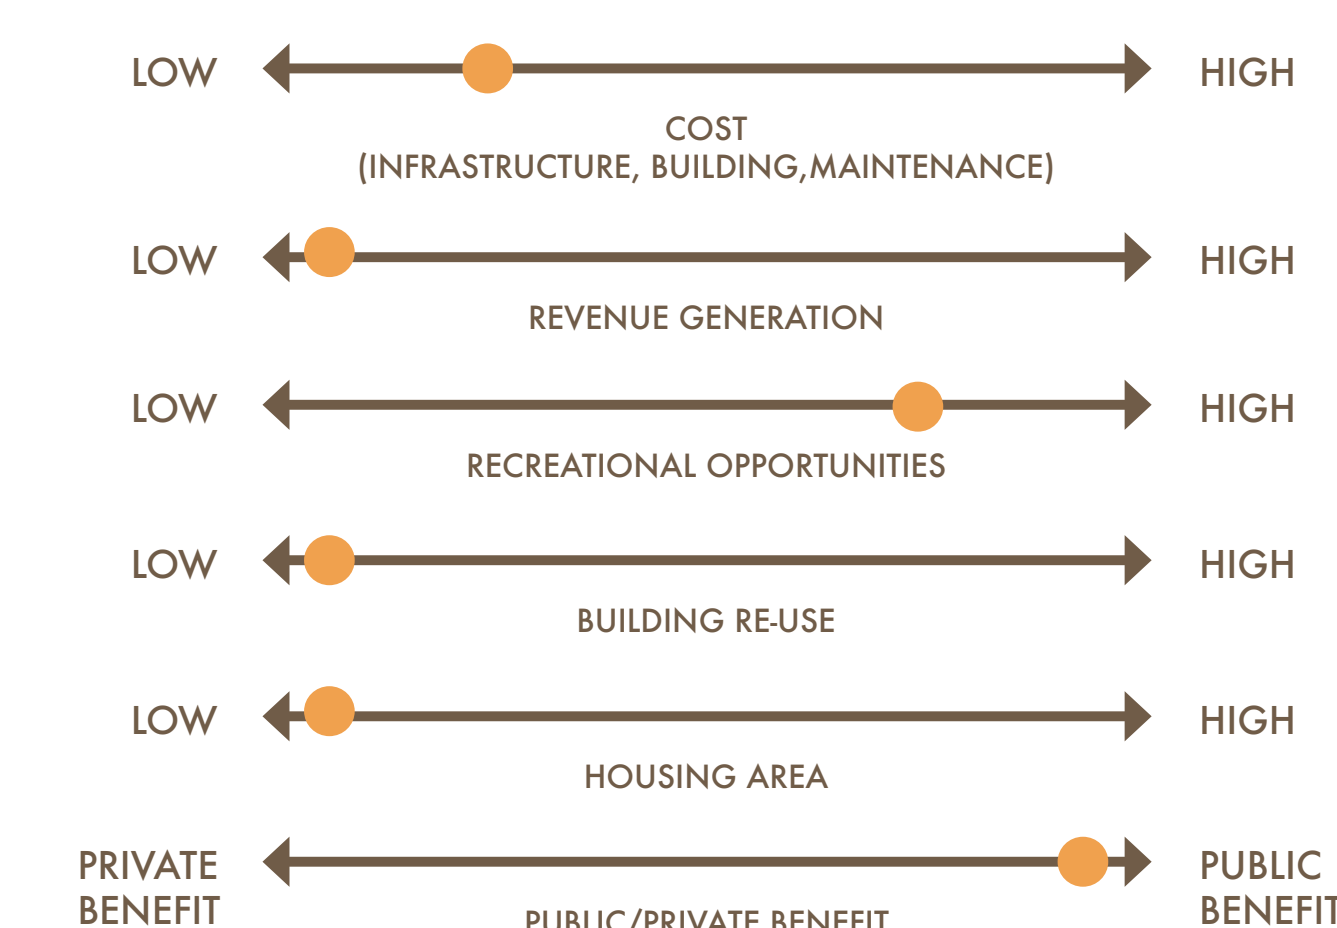 LOW HIGH
COST
(INFRASTRUCTURE, BUILDING,MAINTENANCE)
LOW HIGH
REVENUE GENERATION
LOW HIGH
RECREATIONAL OPPORTUNITIES
LOW HIGH
BUILDING RE-USE
LOW HIGH
HOUSING AREA
PRIVATE PUBLIC
BENEFIT BENEFIT
PUBLIC/PRIVATE BENEFIT